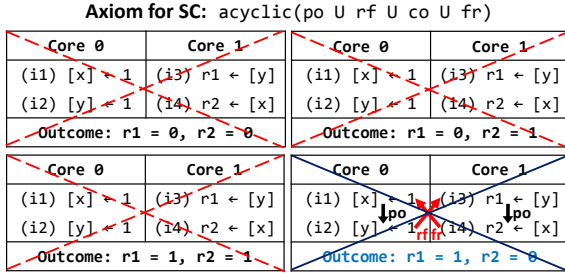 Axiom for SC: acyclic(po U rf U co U fr)
Core 0 Core 1
(i1) [x] ← 1 (i3) r1 ← [y]
(i2) [y] ← 1 (i4) r2 ← [x]
Outcome: r1 = 0, r2 = 0
Core 0 Core 1
(i1) [x] ← 1 (i3) r1 ← [y]
(i2) [y] ← 1 (i4) r2 ← [x]
Outcome: r1 = 0, r2 = 1
Core 0 Core 1
(i1) [x] ← 1 (i3) r1 ← [y]
(i2) [y] ← 1 (i4) r2 ← [x]
Outcome: r1 = 1, r2 = 1
Core 0 Core 1
(i1) [x] ← 1 (i3) r1 ← [y]
po po
(i2) [y] ← 1 (i4) r2 ← [x]
rf fr
Outcome: r1 = 1, r2 = 0